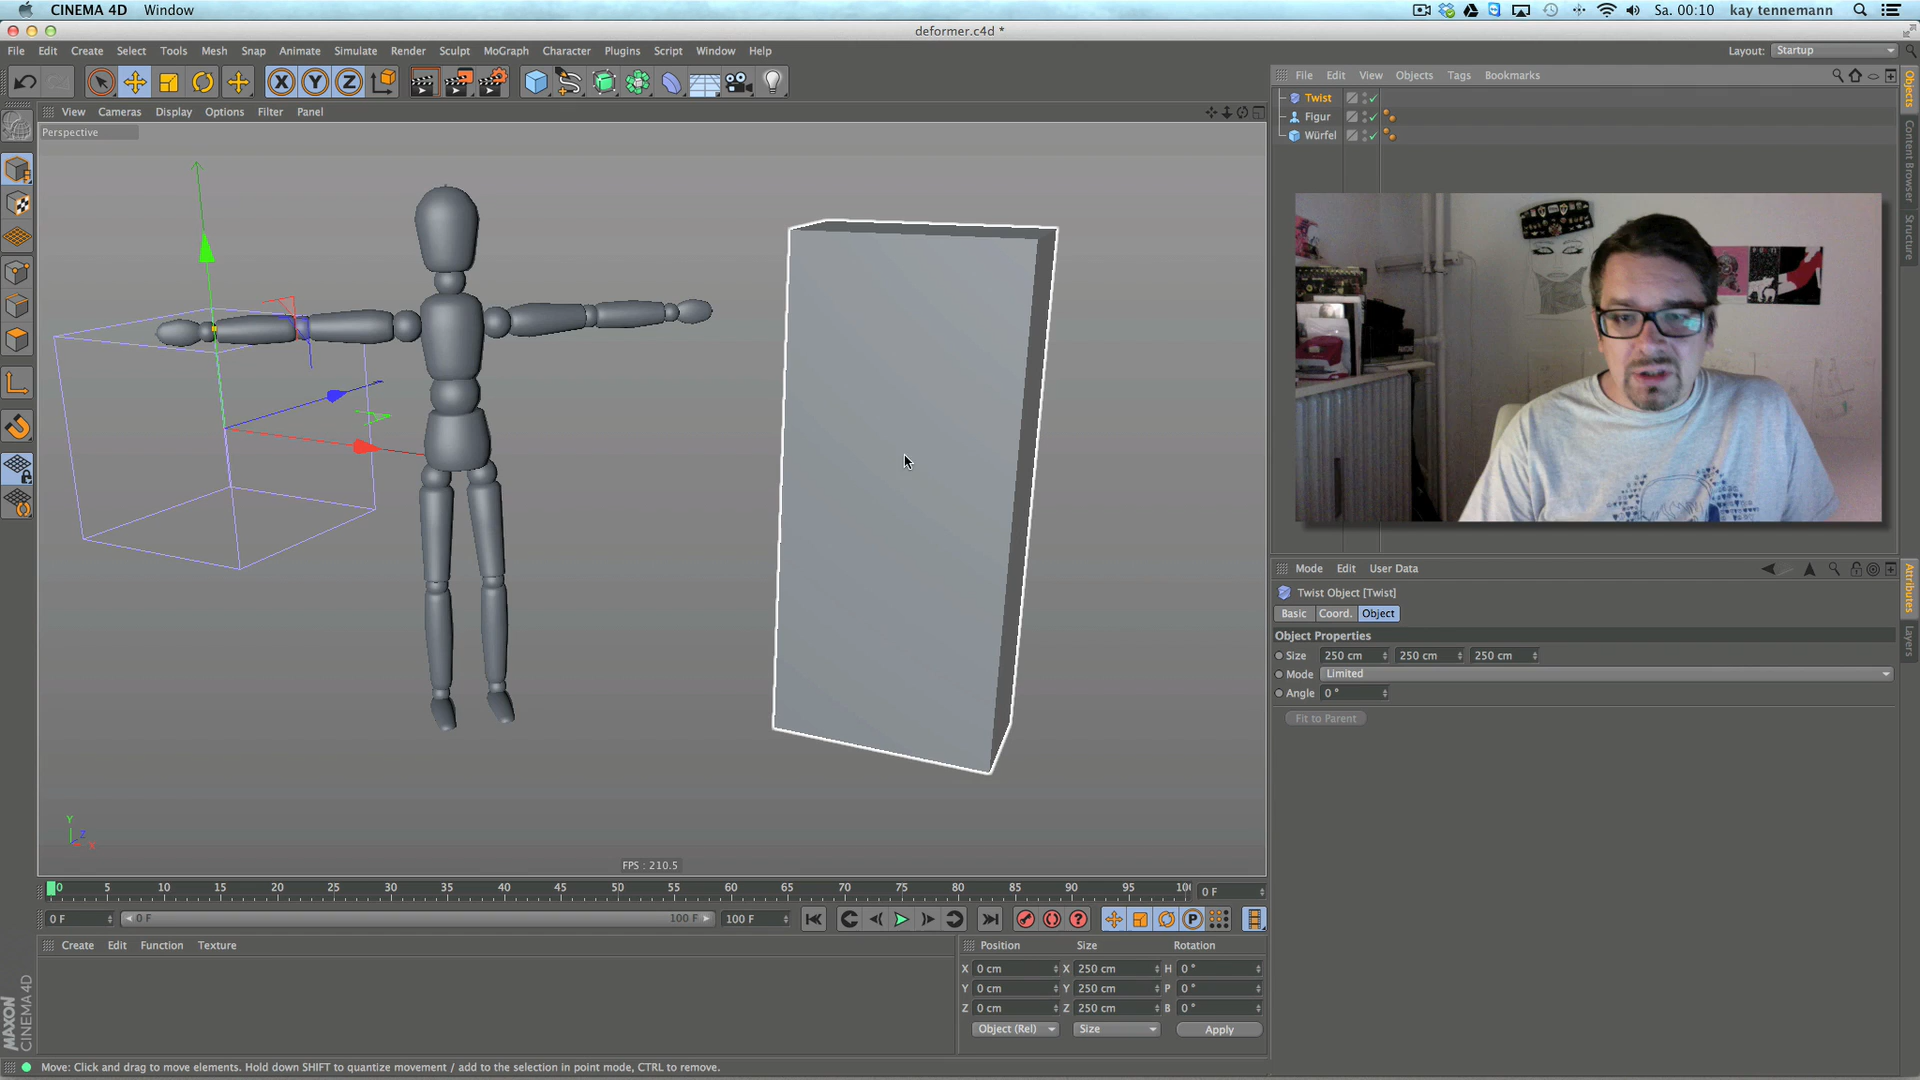 CINEMA 4D Window Sa. 00:10 kay tennemann
deformer.c4d *
File Edit Create Select Tools Mesh Snap Animate Simulate Render Sculpt MoGraph Character Plugins Script Window Help Layout: Startup
X Y Z
File Edit View Objects Tags Bookmarks
View Cameras Display Options Filter Panel
Perspective
Twist
Figur
Würfel
Objects
Content Browser
Structure
Mode Edit User Data
Twist Object [Twist]
Basic Coord. Object
Object Properties
Size 250 cm 250 cm 250 cm
Mode Limited
Angle 0 °
Fit to Parent
Attributes
Layers
Y
Z
X
FPS : 210.5
0 5 10 15 20 25 30 35 40 45 50 55 60 65 70 75 80 85 90 95 10 0 F
0 F 0 F 100 F 100 F P
Create Edit Function Texture
Position Size Rotation
X 0 cm X 250 cm H 0 °
Y 0 cm Y 250 cm P 0 °
Z 0 cm Z 250 cm B 0 °
Object (Rel) Size Apply
MAXON
CINEMA 4D
Move: Click and drag to move elements. Hold down SHIFT to quantize movement / add to the selection in point mode, CTRL to remove.